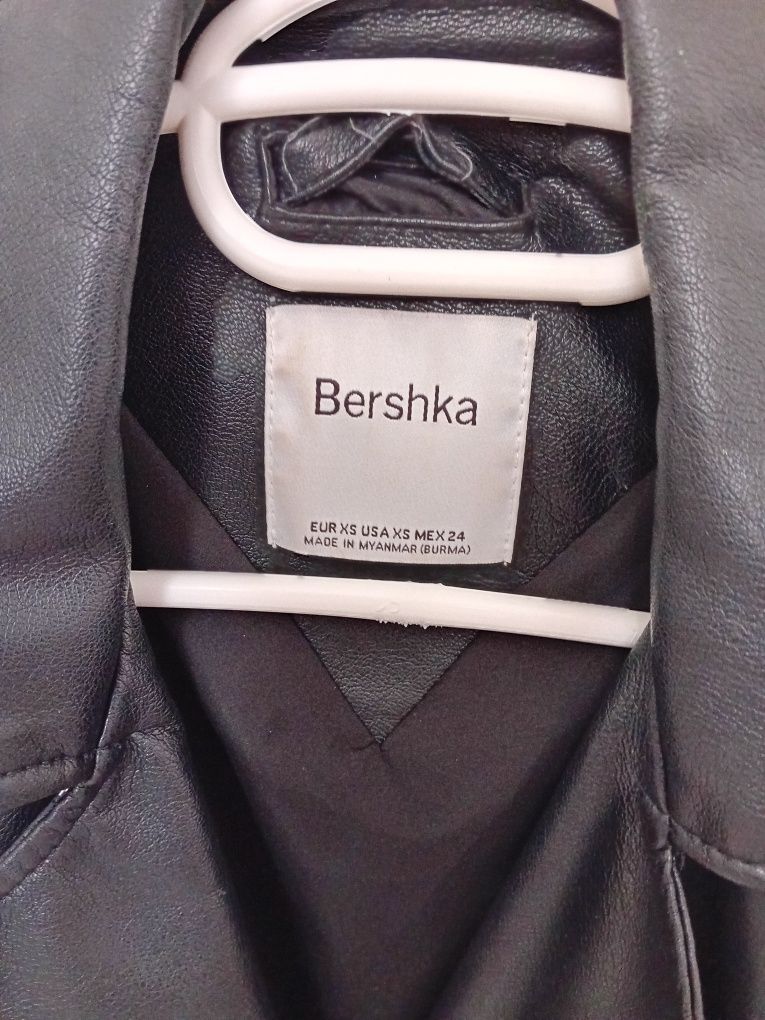 Bershka
EUR XS USA XS MEX 24
MADE IN MYANMAR (BURMA)